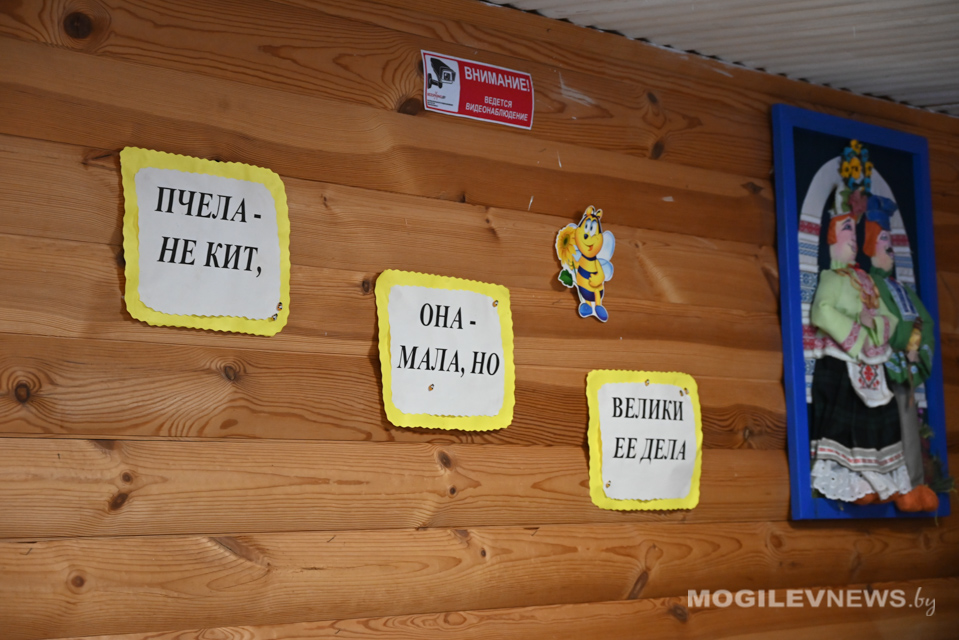 ВНИМАНИЕ!
ВЕДЕТСЯ
ВИДЕОНАБЛЮДЕНИЕ
ПЧЕЛА -
НЕ КИТ,
ОНА -
МАЛА, НО
ВЕЛИКИ
ЕЕ ДЕЛА
MOGILEVNEWS.by